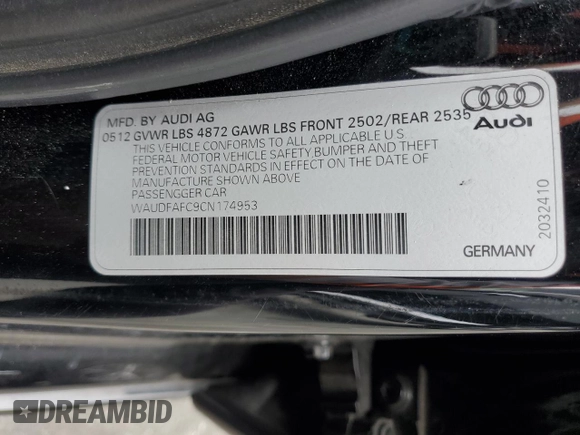 MFD. BY AUDI AG
0512 GVWR LBS 4872 GAWR LBS FRONT 2502/REAR 2535
THIS VEHICLE CONFORMS TO ALL APPLICABLE U S
FEDERAL MOTOR VEHICLE SAFETY, BUMPER AND THEFT
PREVENTION STANDARDS IN EFFECT ON THE DATE OF
MANUFACTURE SHOWN ABOVE
PASSENGGER CAR
WAUDFAFC9CN174953
Audi
2032410
GERMANY
DREAMBID